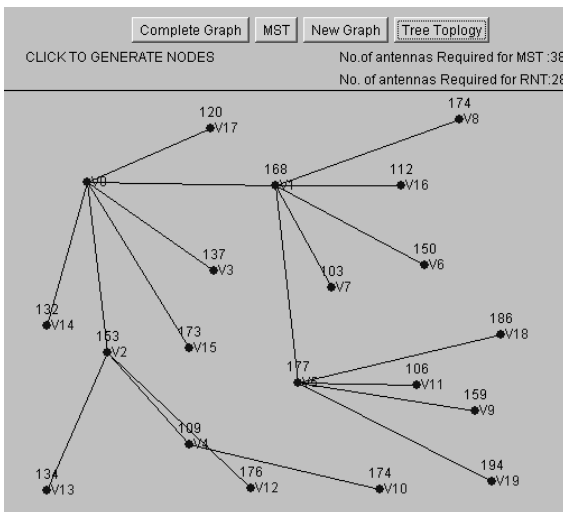 Complete Graph MST New Graph Tree Toplogy
CLICK TO GENERATE NODES No.of antennas Required for MST :38
No. of antennas Required for RNT:28
174
120 V8
V17
168 112
V0 V1 V16
137 150
V3 103 V6
V7
132 186
V14 173 V18
153 V15
V2 177 106
V5 V11 159
V9
109
V4
134 176 174 194
V13 V12 V10 V19